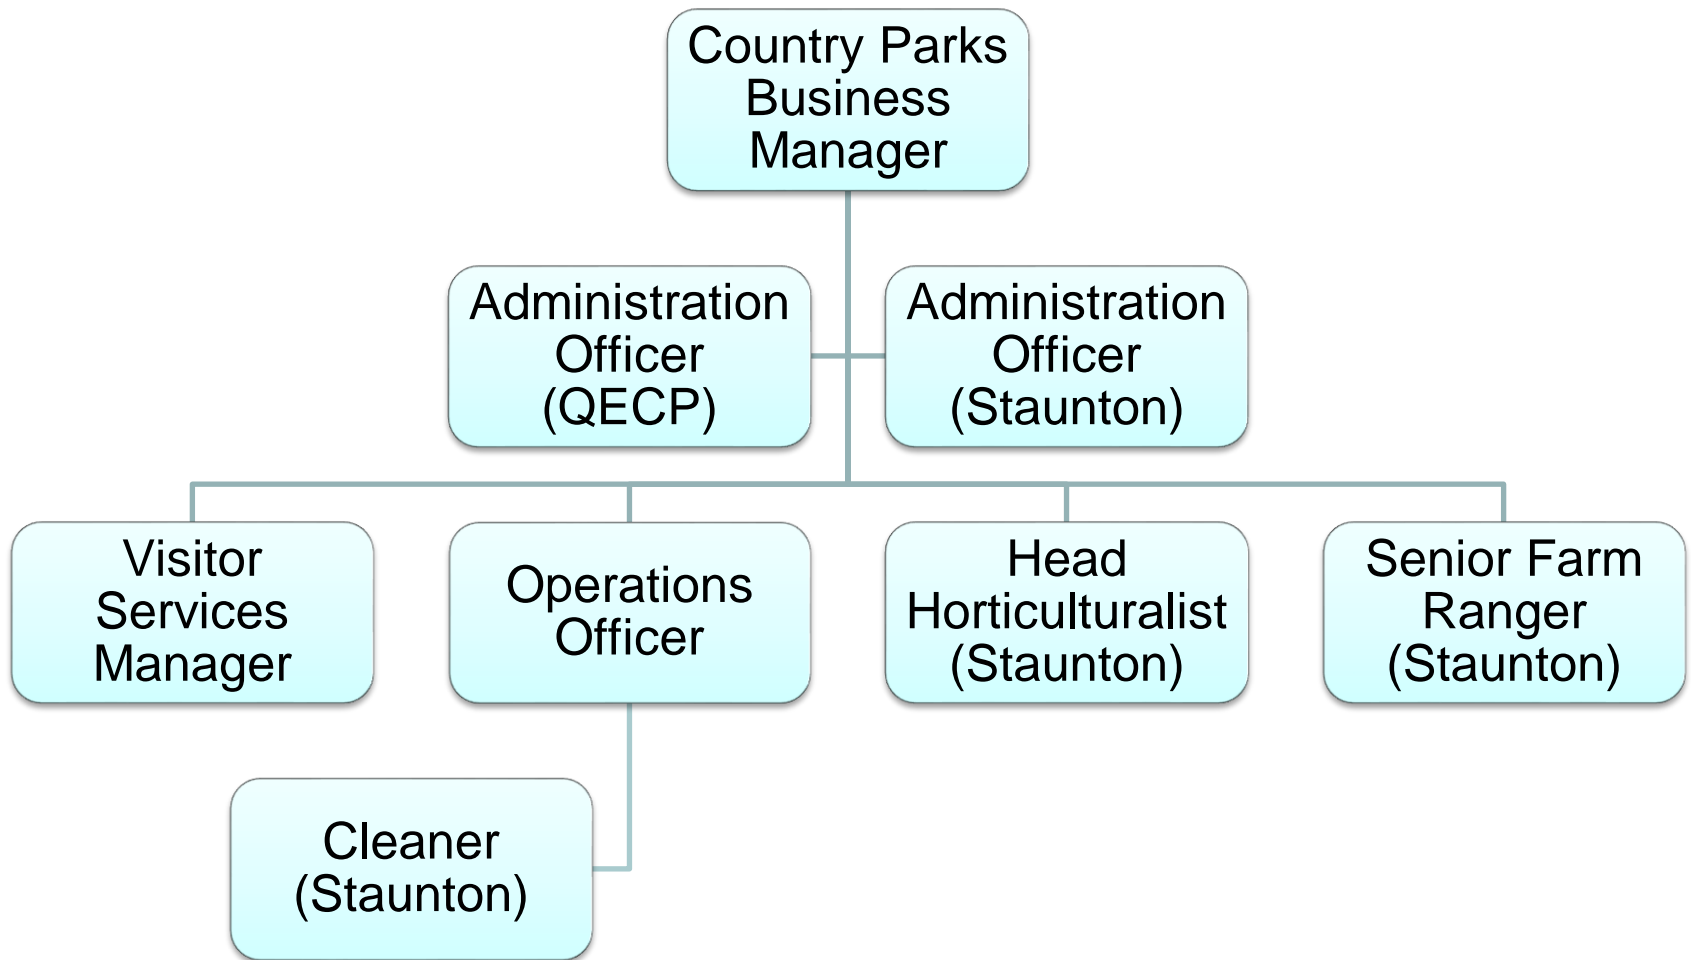 Country Parks
Business
Manager
Administration
Officer
(QECP)
Administration
Officer
(Staunton)
Visitor
Services
Manager
Operations
Officer
Head
Horticulturalist
(Staunton)
Senior Farm
Ranger
(Staunton)
Cleaner
(Staunton)